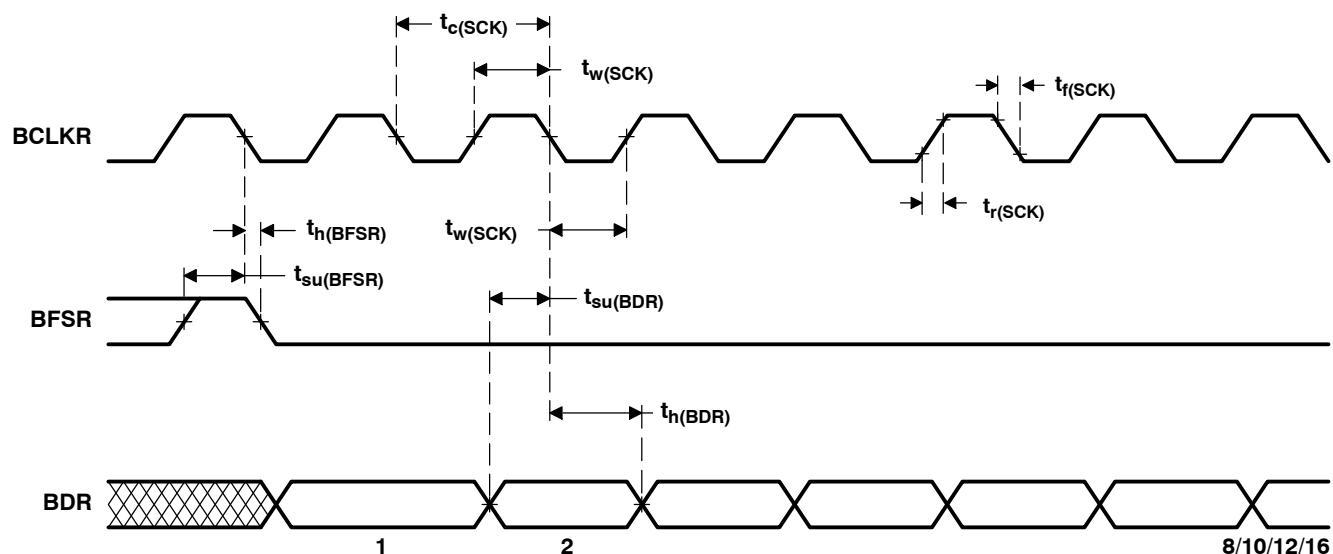 tc(SCK)
tw(SCK)
tf(SCK)
BCLKR
tr(SCK)
th(BFSR)
tw(SCK)
tsu(BFSR)
tsu(BDR)
BFSR
th(BDR)
BDR
1 2 8/10/12/16